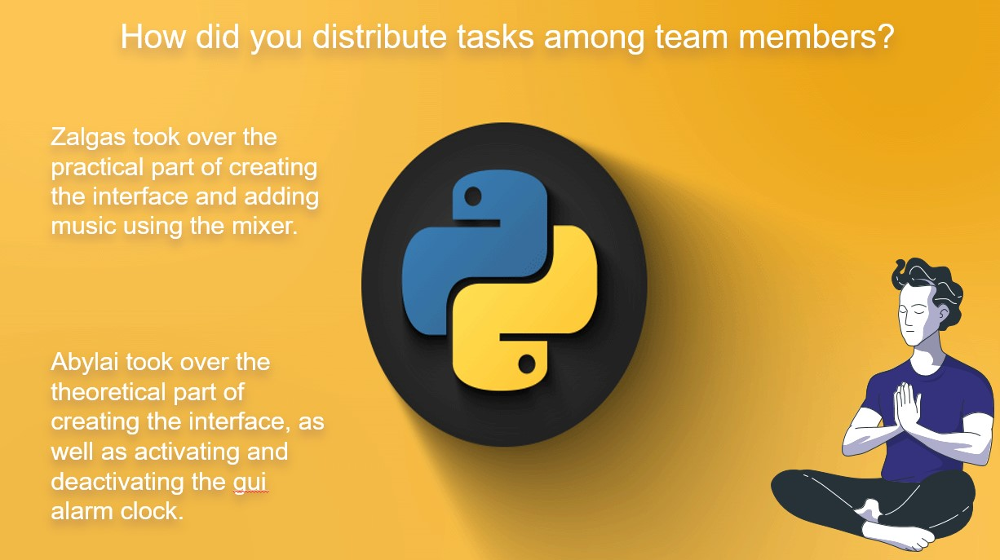 How did you distribute tasks among team members?
Zalgas took over the
practical part of creating
the interface and adding
music using the mixer.
Abylai took over the
theoretical part of
creating the interface, as
well as activating and
deactivating the gui
alarm clock.